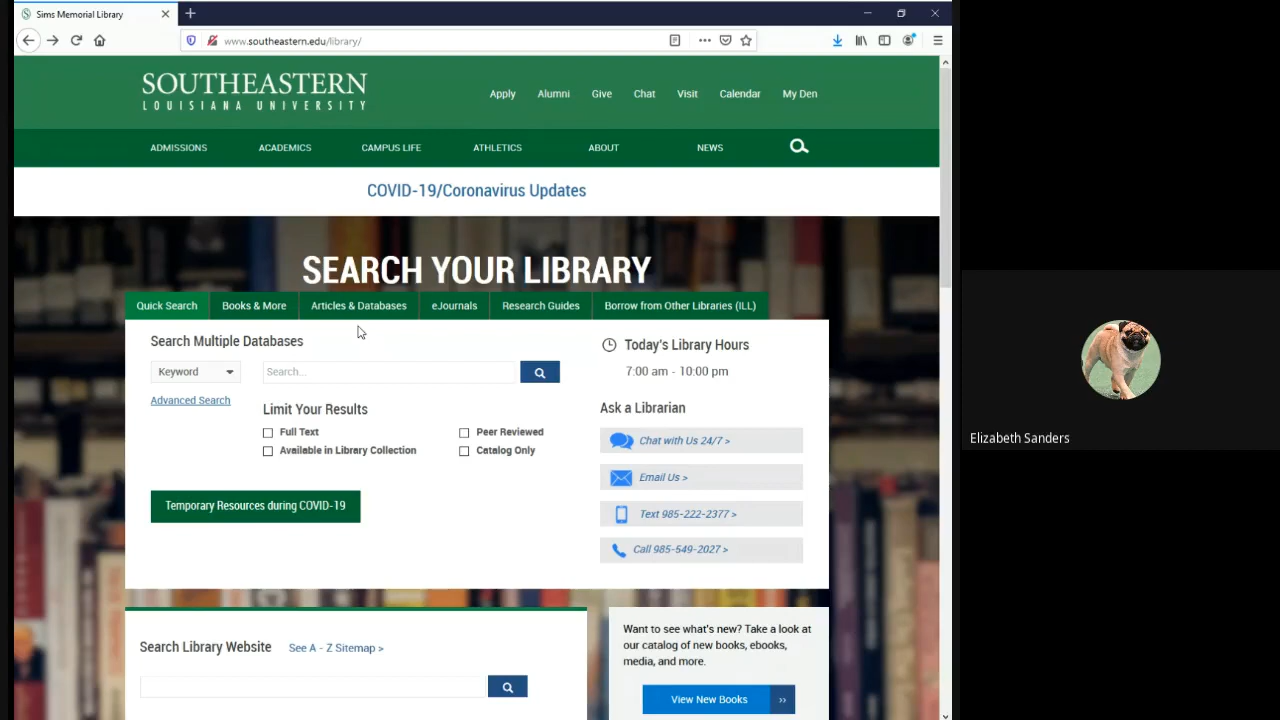 Sims Memorial Library
www.southeastern.edu/library/
SOUTHEASTERN
LOUISIANA UNIVERSITY
Apply Alumni Give Chat Visit Calendar My Den
ADMISSIONS ACADEMICS CAMPUS LIFE ATHLETICS ABOUT NEWS
COVID-19/Coronavirus Updates
SEARCH YOUR LIBRARY
Quick Search Books & More Articles & Databases eJournals Research Guides Borrow from Other Libraries (ILL)
Search Multiple Databases
Keyword Search...
Advanced Search
Limit Your Results
Full Text Peer Reviewed
Available in Library Collection Catalog Only
Temporary Resources during COVID-19
Today's Library Hours
7:00 am - 10:00 pm
Ask a Librarian
Chat with Us 24/7 >
Email Us >
Text 985-222-2377 >
Call 985-549-2027 >
Search Library Website See A - Z Sitemap >
Want to see what's new? Take a look at
our catalog of new books, ebooks,
media, and more.
View New Books ››
Elizabeth Sanders